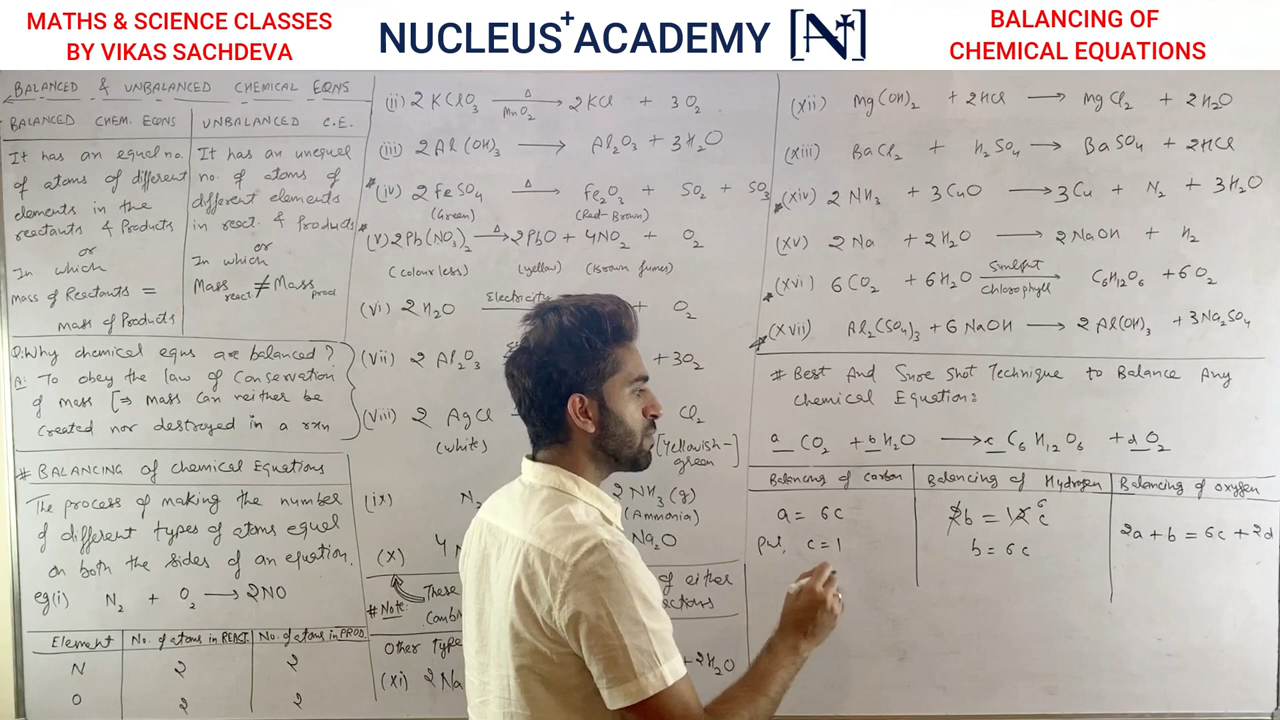 MATHS & SCIENCE CLASSES
BY VIKAS SACHDEVA
NUCLEUS+ ACADEMY [N]
BALANCING OF
CHEMICAL EQUATIONS
BALANCED & UNBALANCED CHEMICAL EQNS
BALANCED CHEM. EQNS
It has an equal no.
of atoms of different
elements in the
reactants & Products
or
In which
Mass of Reactants =
Mass of Products
UNBALANCED C.E.
It has an unequal
no. of atoms of
different elements
in react. & Products
or
In which
Mass react ≠ Mass prod
Q: Why chemical eqns are balanced?
A: To obey the law of Conservation
of mass [⇒ Mass can neither be
created nor destroyed in a rxn
# BALANCING of chemical Equations
The process of making the number
of different types of atoms equal
on both the sides of an equation.
eg(i) N₂ + O₂ → 2NO
Element | No. of atoms in REACT. | No. of atoms in PROD.
N 2 2
O 2 2
(ii) 2KClO₃ →Δ MnO₂ 2KCl + 3O₂
(iii) 2Al(OH)₃ → Al₂O₃ + 3H₂O
*(iv) 2FeSO₄ →Δ Fe₂O₃ + SO₂ + SO₃
(Green) (Red-Brown)
*(v) 2Pb(NO₃)₂ →Δ 2PbO + 4NO₂ + O₂
(colourless) (yellow) (Brown fumes)
(vi) 2H₂O Electricity + O₂
(vii) 2Al₂O₃ + 3O₂
(viii) 2AgCl Cl₂
(white) [Yellowish-
green]
(ix) N₂ 2NH₃(g)
(Ammonia)
(x) 4N Na₂O
# Note: These of either
Combi ections
Other Type
(xi) 2Na + 2H₂O
(xii) Mg(OH)₂ + 2HCl → MgCl₂ + 2H₂O
(xiii) BaCl₂ + H₂SO₄ → BaSO₄ + 2HCl
*(xiv) 2NH₃ + 3CuO → 3Cu + N₂ + 3H₂O
(xv) 2Na + 2H₂O → 2NaOH + H₂
*(xvi) 6CO₂ + 6H₂O →Sunlight Chlorophyll C₆H₁₂O₆ + 6O₂
*(xvii) Al₂(SO₄)₃ + 6NaOH → 2Al(OH)₃ + 3Na₂SO₄
# Best And Sure Shot Technique to Balance Any
Chemical Equation:
a CO₂ + b H₂O → c C₆H₁₂O₆ + d O₂
Balancing of carbon
a = 6c
Put, c = 1
Balancing of Hydrogen
2b = 12 6 c
b = 6c
Balancing of oxygen
2a + b = 6c + 2d